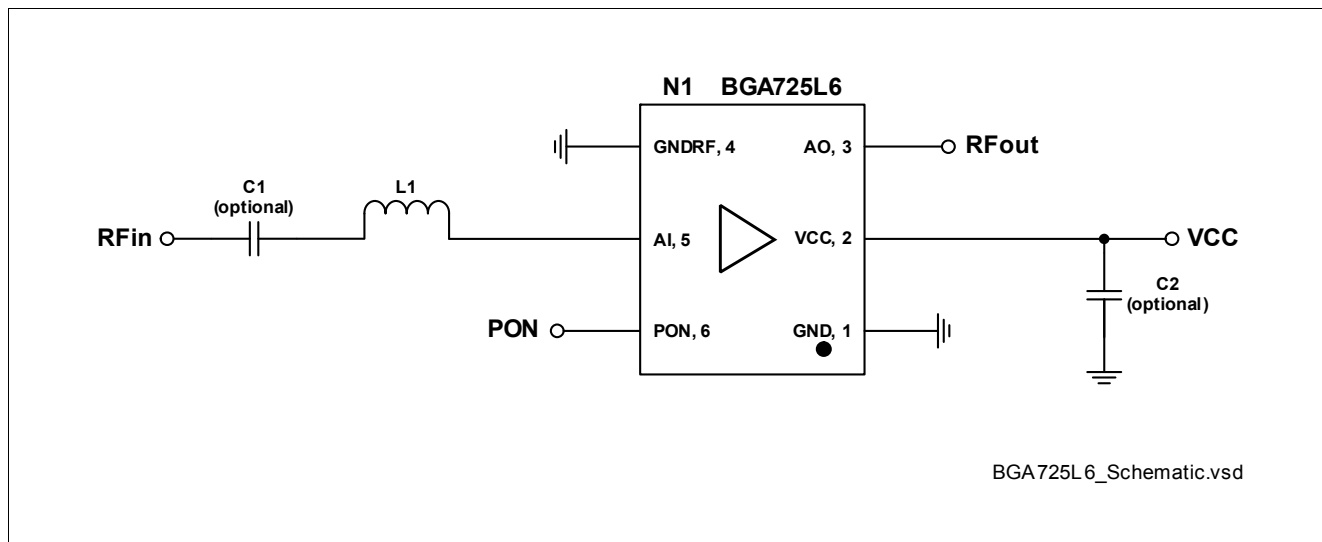 N1 BGA725L6
GNDRF, 4
AO, 3
RFout
C1
(optional)
L1
RFin
AI, 5
VCC, 2
VCC
C2
(optional)
PON
PON, 6
GND, 1
BGA725L6_Schematic.vsd